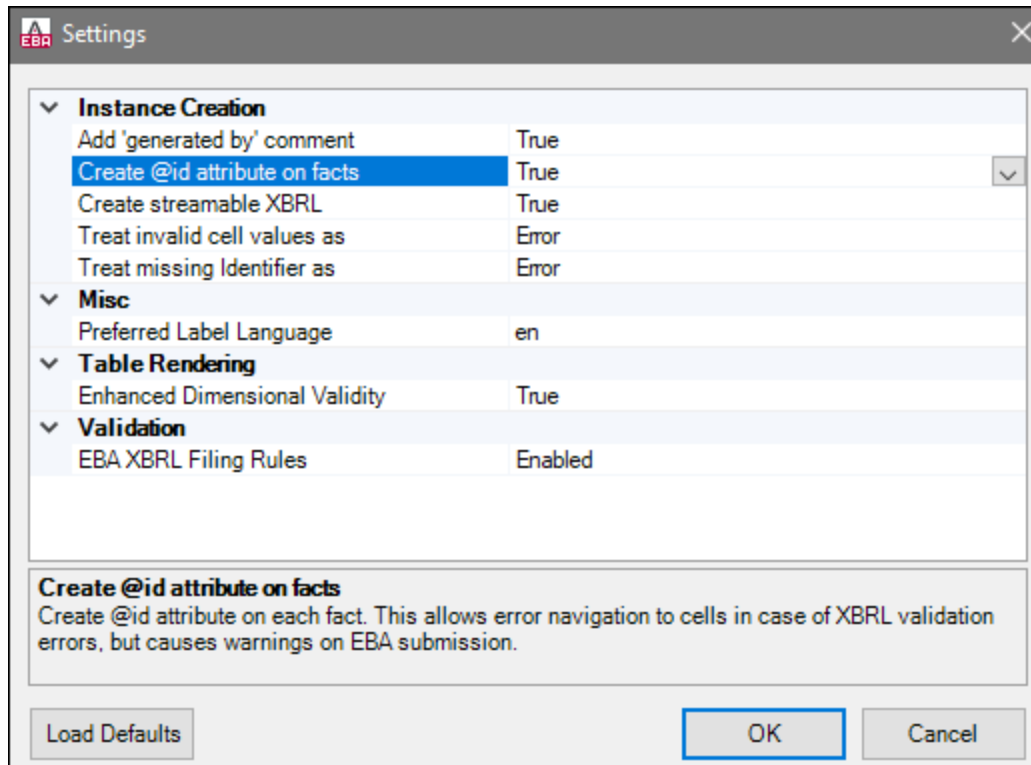 EBA Settings
Instance Creation
Add 'generated by' comment True
Create @id attribute on facts True
Create streamable XBRL True
Treat invalid cell values as Error
Treat missing Identifier as Error
Misc
Preferred Label Language en
Table Rendering
Enhanced Dimensional Validity True
Validation
EBA XBRL Filing Rules Enabled
Create @id attribute on facts
Create @id attribute on each fact. This allows error navigation to cells in case of XBRL validation
errors, but causes warnings on EBA submission.
Load Defaults OK Cancel